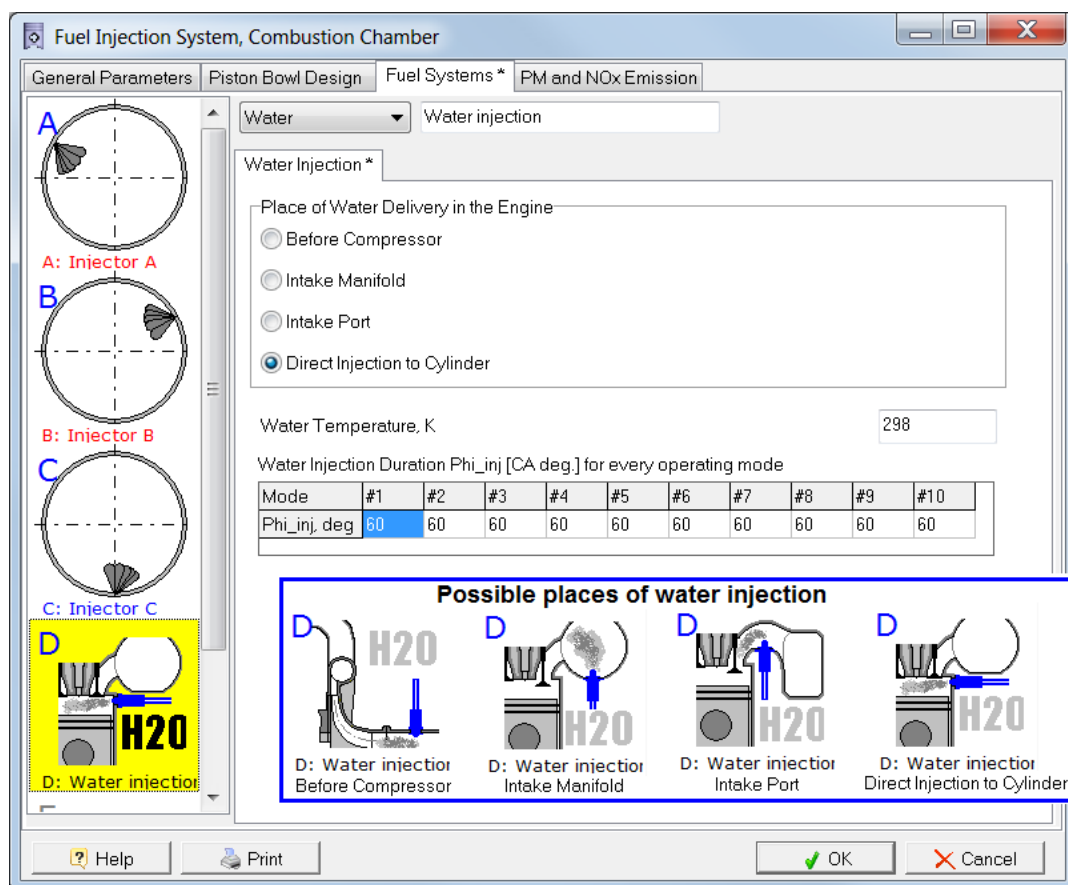 Fuel Injection System, Combustion Chamber
General Parameters Piston Bowl Design Fuel Systems * PM and NOx Emission
A
A: Injector A
B
B: Injector B
C
C: Injector C
D
H20
D: Water injection
Water Water injection
Water Injection *
Place of Water Delivery in the Engine
Before Compressor
Intake Manifold
Intake Port
Direct Injection to Cylinder
Water Temperature, K 298
Water Injection Duration Phi_inj [CA deg.] for every operating mode
Mode #1 #2 #3 #4 #5 #6 #7 #8 #9 #10
Phi_inj, deg 60 60 60 60 60 60 60 60 60 60
Possible places of water injection
D H20 D H20 D H20 D H20
D: Water injection D: Water injection D: Water injection D: Water injection
Before Compressor Intake Manifold Intake Port Direct Injection to Cylinder
Help Print OK Cancel